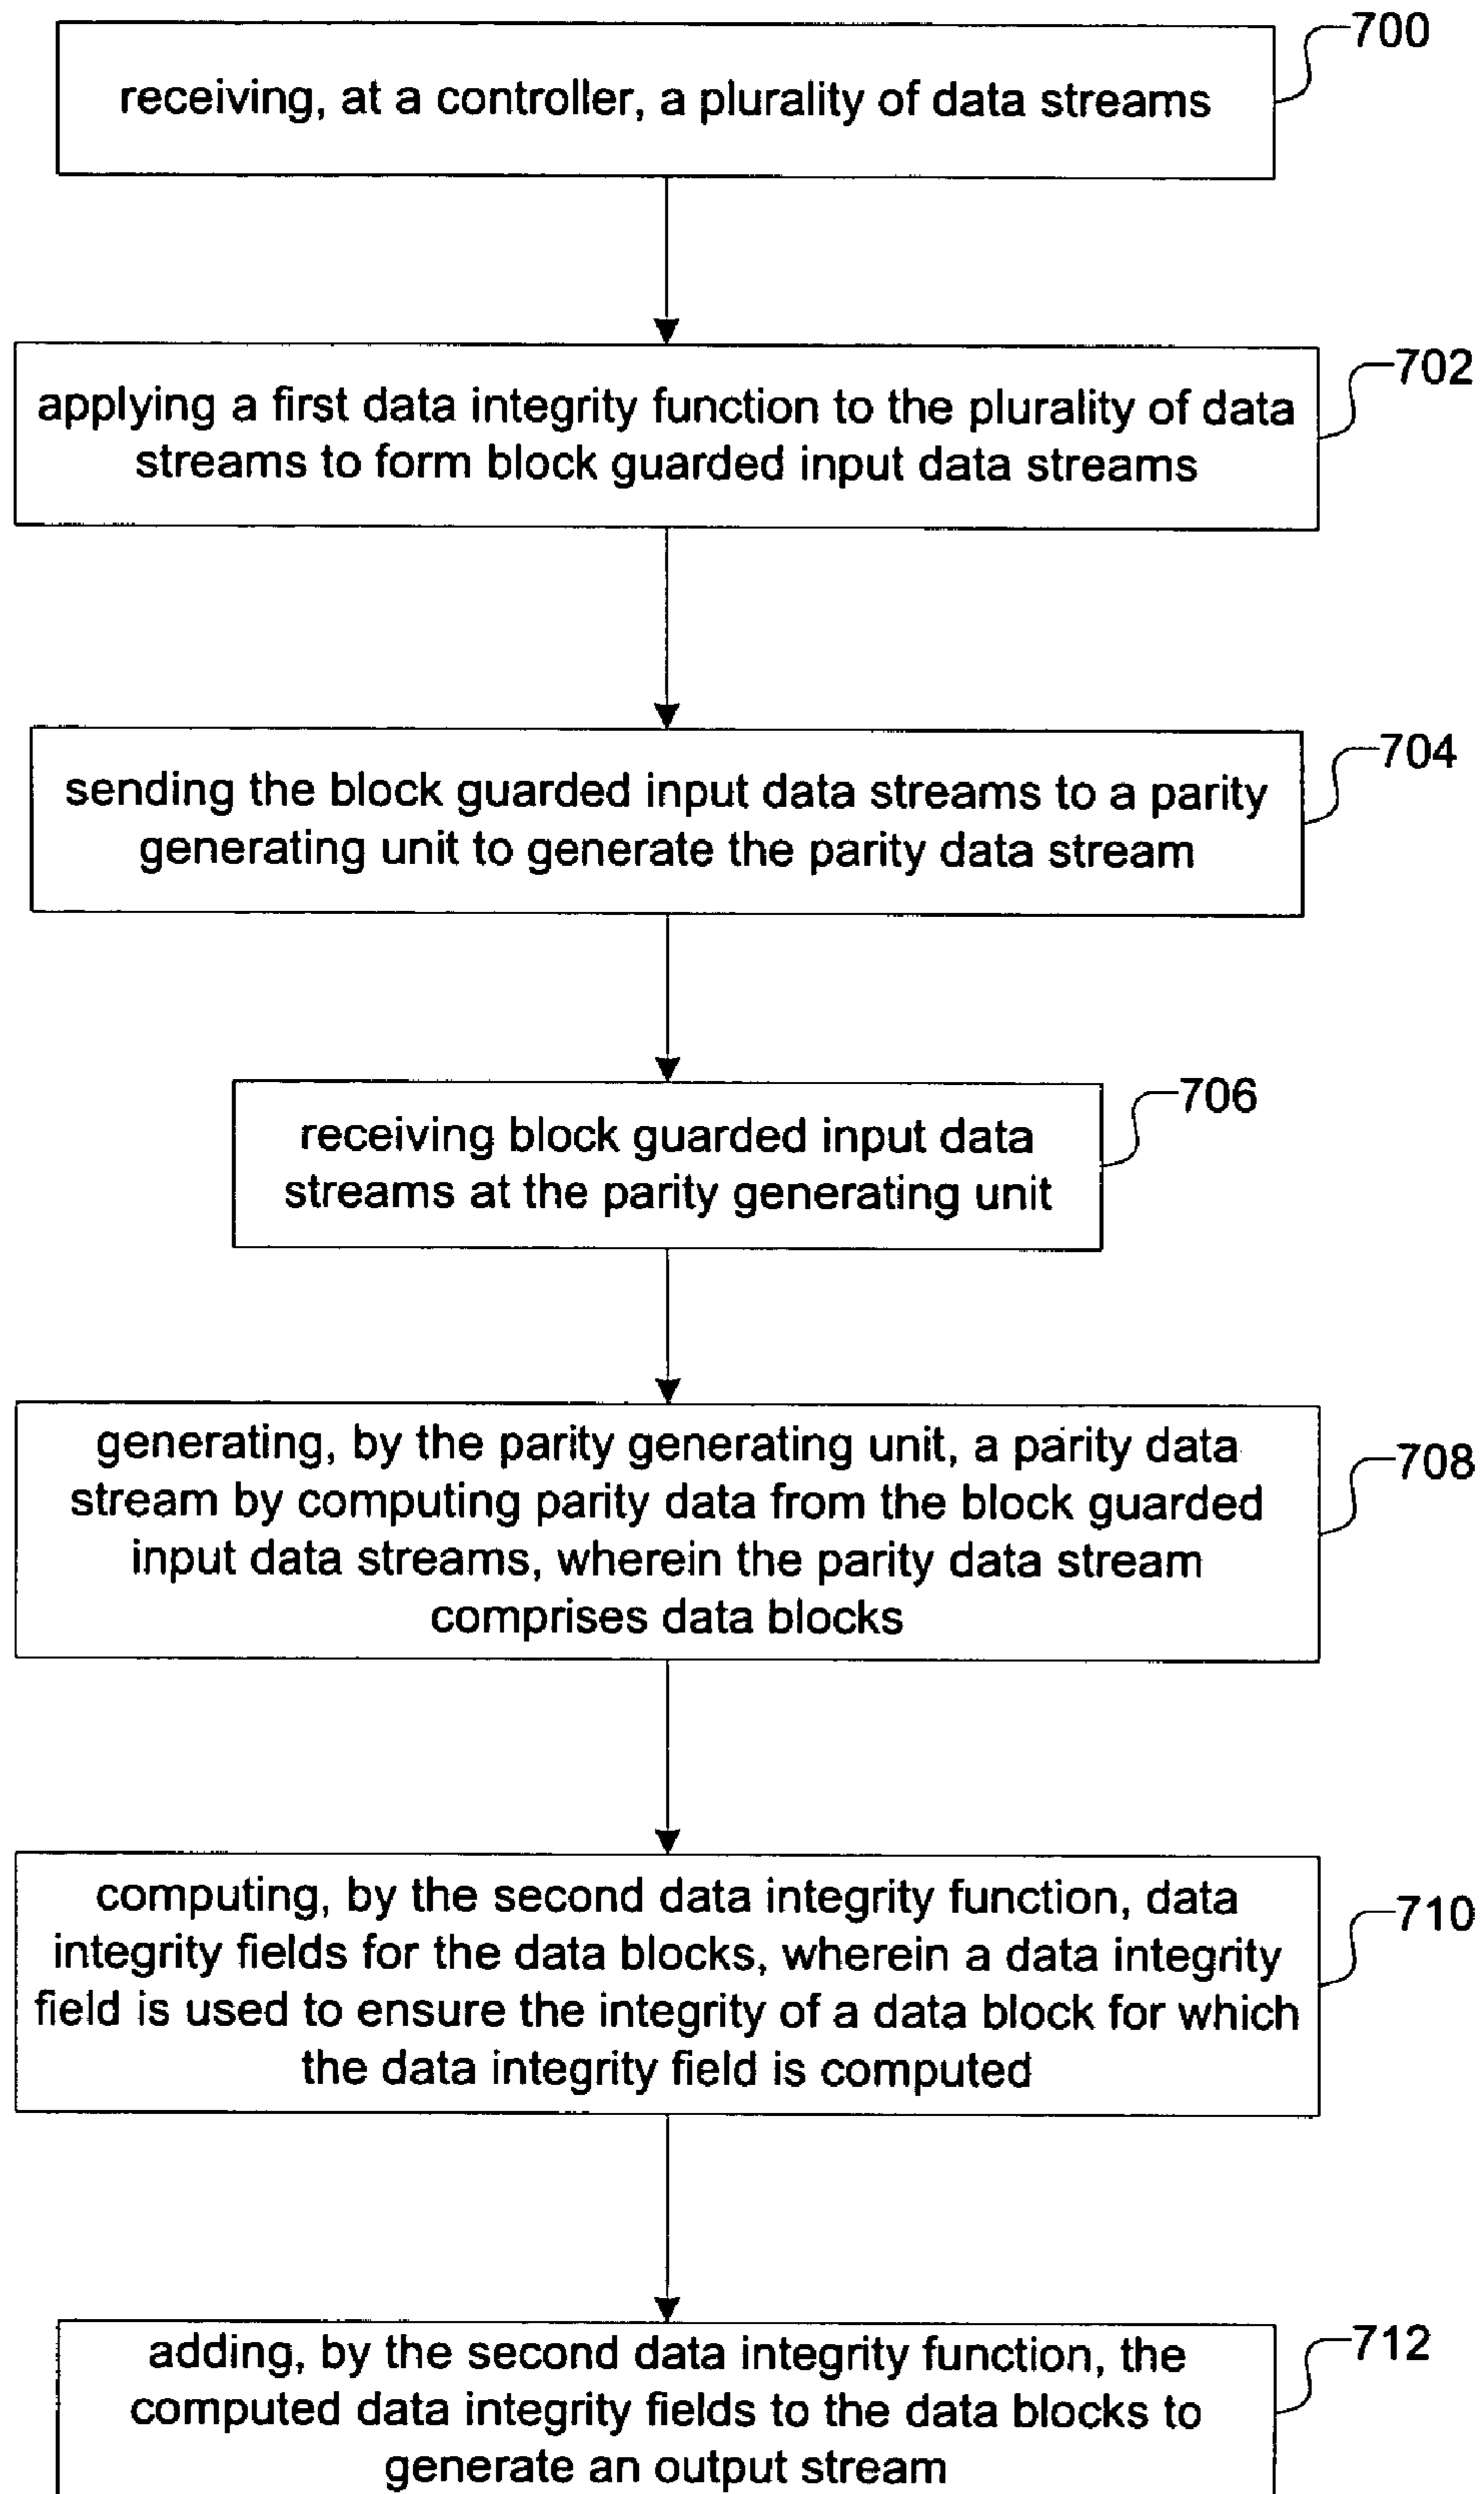 700
receiving, at a controller, a plurality of data streams
702
applying a first data integrity function to the plurality of data
streams to form block guarded input data streams
704
sending the block guarded input data streams to a parity
generating unit to generate the parity data stream
706
receiving block guarded input data
streams at the parity generating unit
708
generating, by the parity generating unit, a parity data
stream by computing parity data from the block guarded
input data streams, wherein the parity data stream
comprises data blocks
710
computing, by the second data integrity function, data
integrity fields for the data blocks, wherein a data integrity
field is used to ensure the integrity of a data block for which
the data integrity field is computed
712
adding, by the second data integrity function, the
computed data integrity fields to the data blocks to
generate an output stream